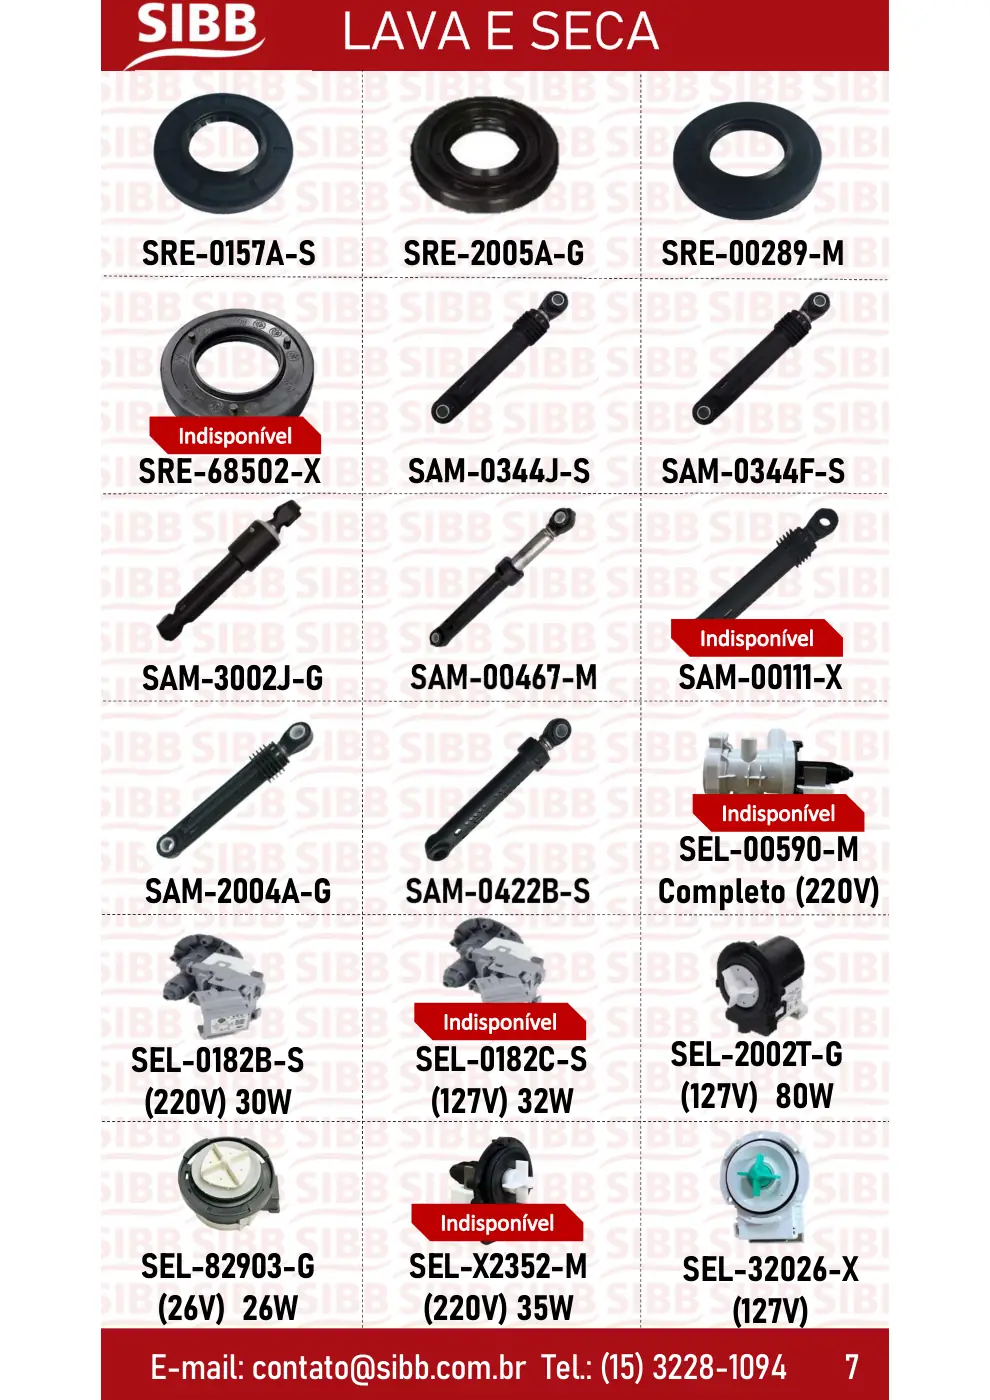 SIBB
LAVA E SECA
SRE-0157A-S
SRE-2005A-G
SRE-00289-M
Indisponível
SRE-68502-X
SAM-0344J-S
SAM-0344F-S
SAM-3002J-G
SAM-00467-M
Indisponível
SAM-00111-X
SAM-2004A-G
SAM-0422B-S
Indisponível
SEL-00590-M
Completo (220V)
SEL-0182B-S
(220V) 30W
Indisponível
SEL-0182C-S
(127V) 32W
SEL-2002T-G
(127V) 80W
SEL-82903-G
(26V) 26W
Indisponível
SEL-X2352-M
(220V) 35W
SEL-32026-X
(127V)
E-mail: contato@sibb.com.br Tel.: (15) 3228-1094 7